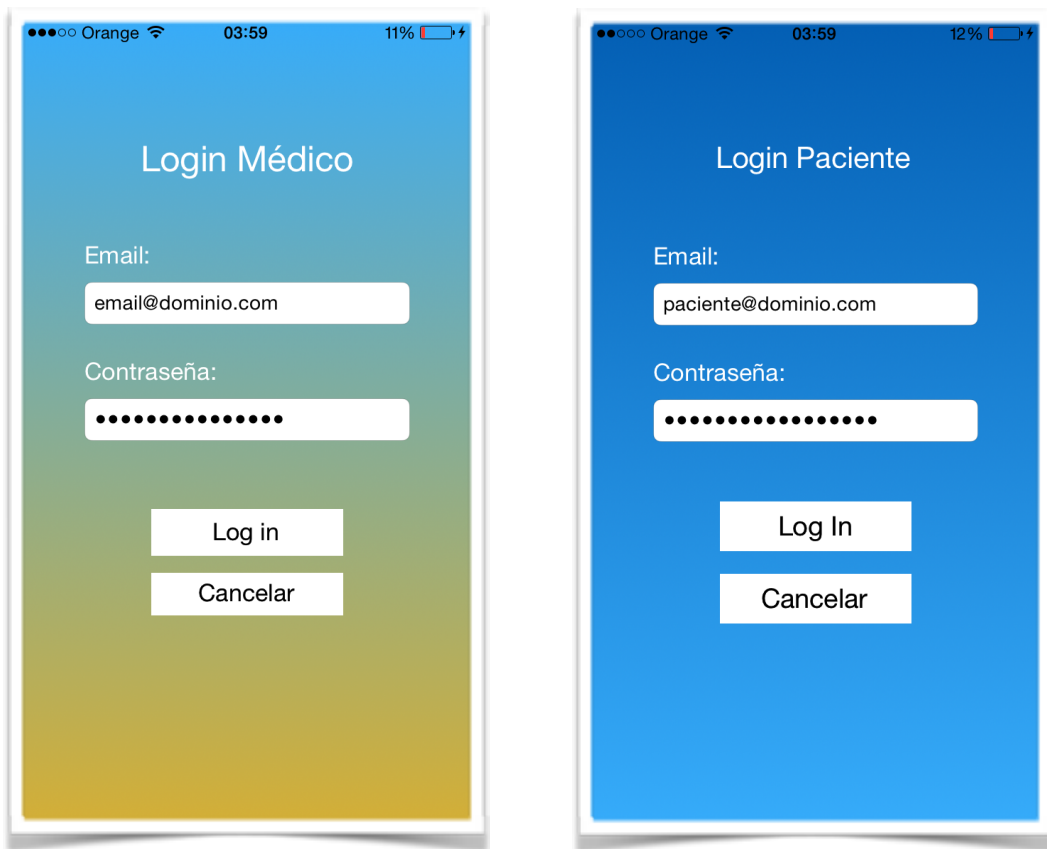 Orange 03:59 11%
Login Médico
Email:
email@dominio.com
Contraseña:
•••••••••••••••
Log in
Cancelar
Orange 03:59 12%
Login Paciente
Email:
paciente@dominio.com
Contraseña:
•••••••••••••••••
Log In
Cancelar